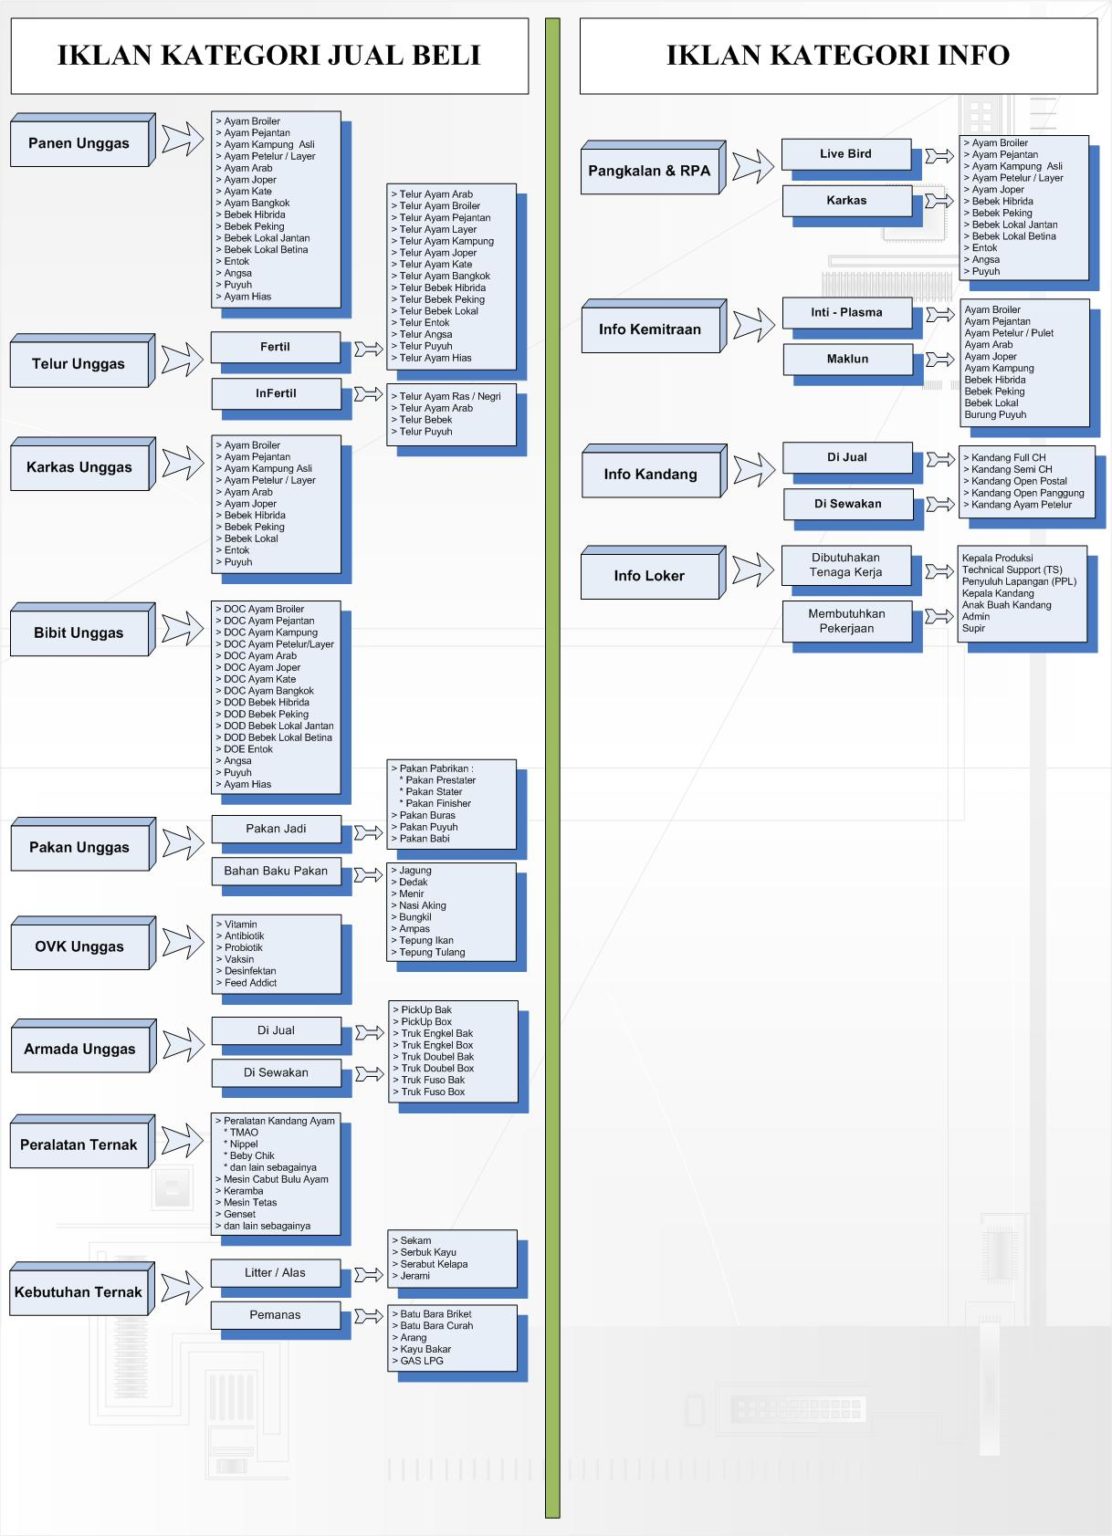 IKLAN KATEGORI JUAL BELI
Panen Unggas
> Ayam Broiler
> Ayam Pejantan
> Ayam Kampung Asli
> Ayam Petelur / Layer
> Ayam Arab
> Ayam Joper
> Ayam Kate
> Ayam Bangkok
> Bebek Hibrida
> Bebek Peking
> Bebek Lokal Jantan
> Bebek Lokal Betina
> Entok
> Angsa
> Puyuh
> Ayam Hias
Telur Unggas
Fertil
> Telur Ayam Arab
> Telur Ayam Broiler
> Telur Ayam Pejantan
> Telur Ayam Layer
> Telur Ayam Kampung
> Telur Ayam Joper
> Telur Ayam Kate
> Telur Ayam Bangkok
> Telur Bebek Hibrida
> Telur Bebek Peking
> Telur Bebek Lokal
> Telur Entok
> Telur Angsa
> Telur Puyuh
> Telur Ayam Hias
InFertil
> Telur Ayam Ras / Negri
> Telur Ayam Arab
> Telur Bebek
> Telur Puyuh
Karkas Unggas
> Ayam Broiler
> Ayam Pejantan
> Ayam Kampung Asli
> Ayam Petelur / Layer
> Ayam Arab
> Ayam Joper
> Bebek Hibrida
> Bebek Peking
> Bebek Lokal
> Entok
> Puyuh
Bibit Unggas
> DOC Ayam Broiler
> DOC Ayam Pejantan
> DOC Ayam Kampung
> DOC Ayam Petelur/Layer
> DOC Ayam Arab
> DOC Ayam Joper
> DOC Ayam Kate
> DOC Ayam Bangkok
> DOD Bebek Hibrida
> DOD Bebek Peking
> DOD Bebek Lokal Jantan
> DOD Bebek Lokal Betina
> DOE Entok
> Angsa
> Puyuh
> Ayam Hias
Pakan Unggas
Pakan Jadi
> Pakan Pabrikan :
* Pakan Prestater
* Pakan Stater
* Pakan Finisher
> Pakan Buras
> Pakan Puyuh
> Pakan Babi
Bahan Baku Pakan
> Jagung
> Dedak
> Menir
> Nasi Aking
> Bungkil
> Ampas
> Tepung Ikan
> Tepung Tulang
OVK Unggas
> Vitamin
> Antibiotik
> Probiotik
> Vaksin
> Desinfektan
> Feed Addict
Armada Unggas
Di Jual
Di Sewakan
> PickUp Bak
> PickUp Box
> Truk Engkel Bak
> Truk Engkel Box
> Truk Doubel Bak
> Truk Doubel Box
> Truk Fuso Bak
> Truk Fuso Box
Peralatan Ternak
> Peralatan Kandang Ayam
* TMAO
* Nippel
* Beby Chik
* dan lain sebagainya
> Mesin Cabut Bulu Ayam
> Keramba
> Mesin Tetas
> Genset
> dan lain sebagainya
Kebutuhan Ternak
Litter / Alas
> Sekam
> Serbuk Kayu
> Serabut Kelapa
> Jerami
Pemanas
> Batu Bara Briket
> Batu Bara Curah
> Arang
> Kayu Bakar
> GAS LPG
IKLAN KATEGORI INFO
Pangkalan & RPA
Live Bird
Karkas
> Ayam Broiler
> Ayam Pejantan
> Ayam Kampung Asli
> Ayam Petelur / Layer
> Ayam Joper
> Bebek Hibrida
> Bebek Peking
> Bebek Lokal Jantan
> Bebek Lokal Betina
> Entok
> Angsa
> Puyuh
Info Kemitraan
Inti - Plasma
Maklun
Ayam Broiler
Ayam Pejantan
Ayam Petelur / Pulet
Ayam Arab
Ayam Joper
Ayam Kampung
Bebek Hibrida
Bebek Peking
Bebek Lokal
Burung Puyuh
Info Kandang
Di Jual
Di Sewakan
> Kandang Full CH
> Kandang Semi CH
> Kandang Open Postal
> Kandang Open Panggung
> Kandang Ayam Petelur
Info Loker
Dibutuhakan
Tenaga Kerja
Membutuhkan
Pekerjaan
Kepala Produksi
Technical Support (TS)
Penyuluh Lapangan (PPL)
Kepala Kandang
Anak Buah Kandang
Admin
Supir